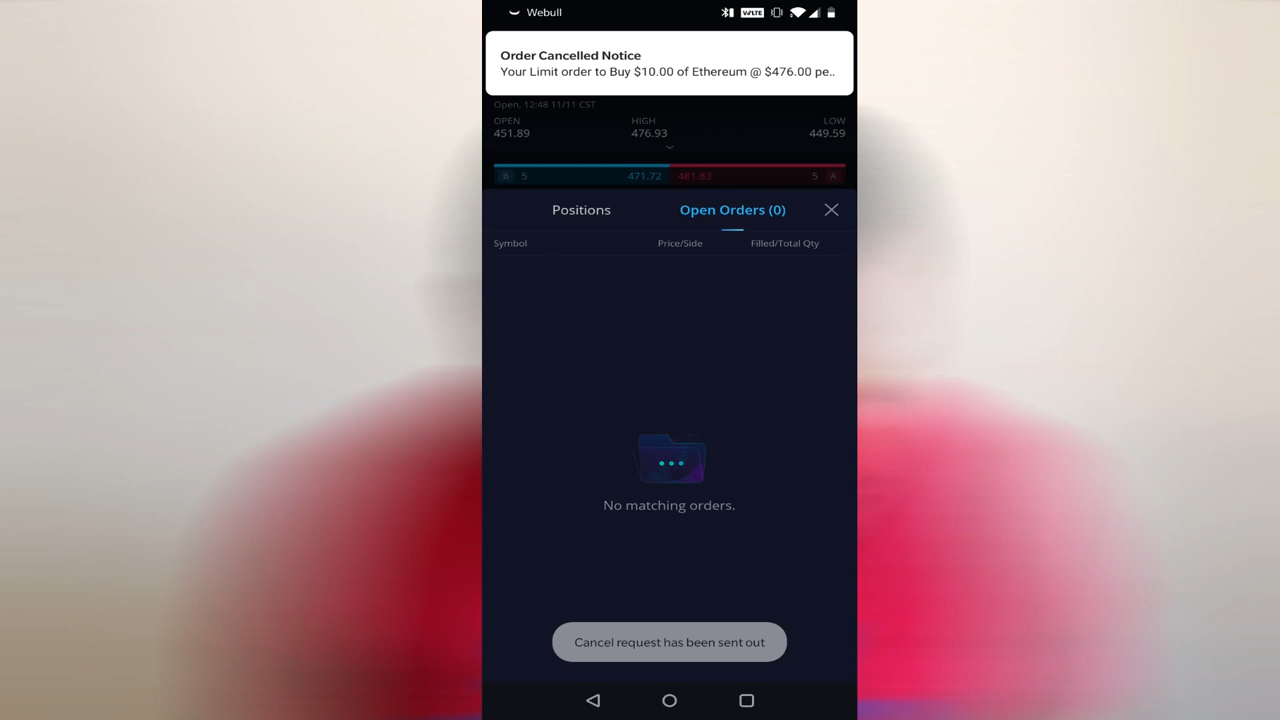 Webull
VoLTE
Order Cancelled Notice
Your Limit order to Buy $10.00 of Ethereum @ $476.00 pe..
Open, 12:48 11/11 CST
OPEN HIGH LOW
451.89 476.93 449.59
B 5 471.72 481.83 5 A
Positions Open Orders (0)
Symbol Price/Side Filled/Total Qty
No matching orders.
Cancel request has been sent out